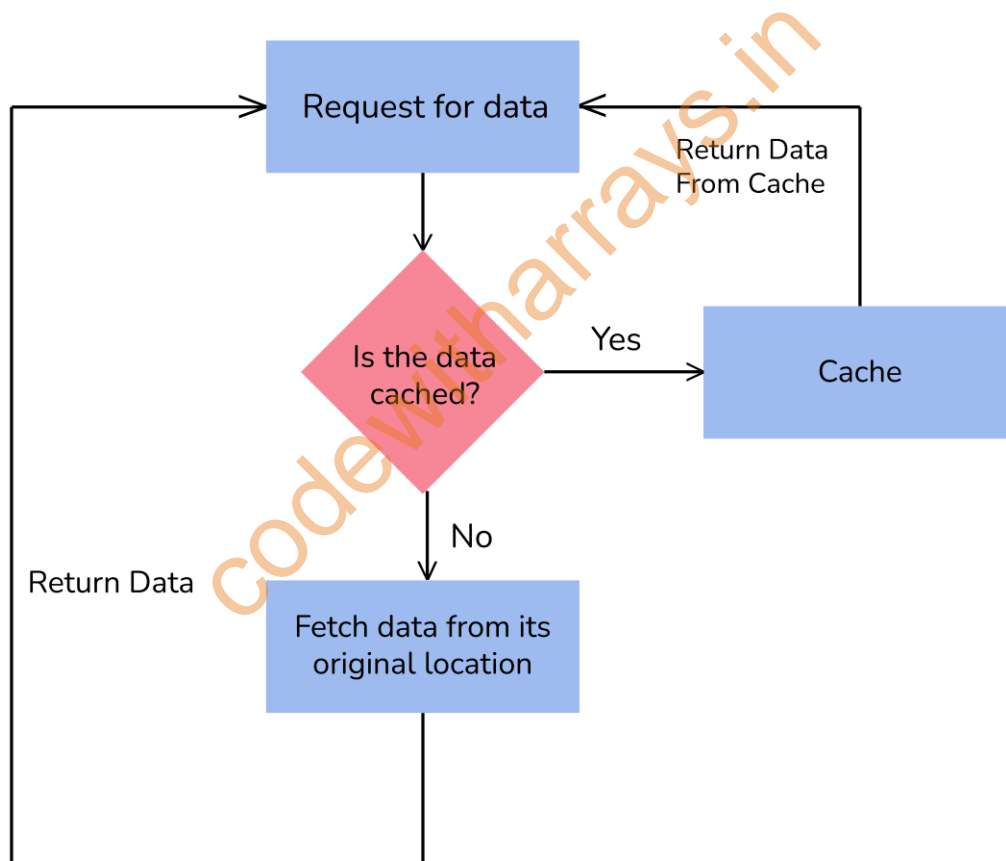 Request for data
Return Data
From Cache
Is the data
cached?
Yes
Cache
No
Return Data
Fetch data from its
original location
codewitharrays.in